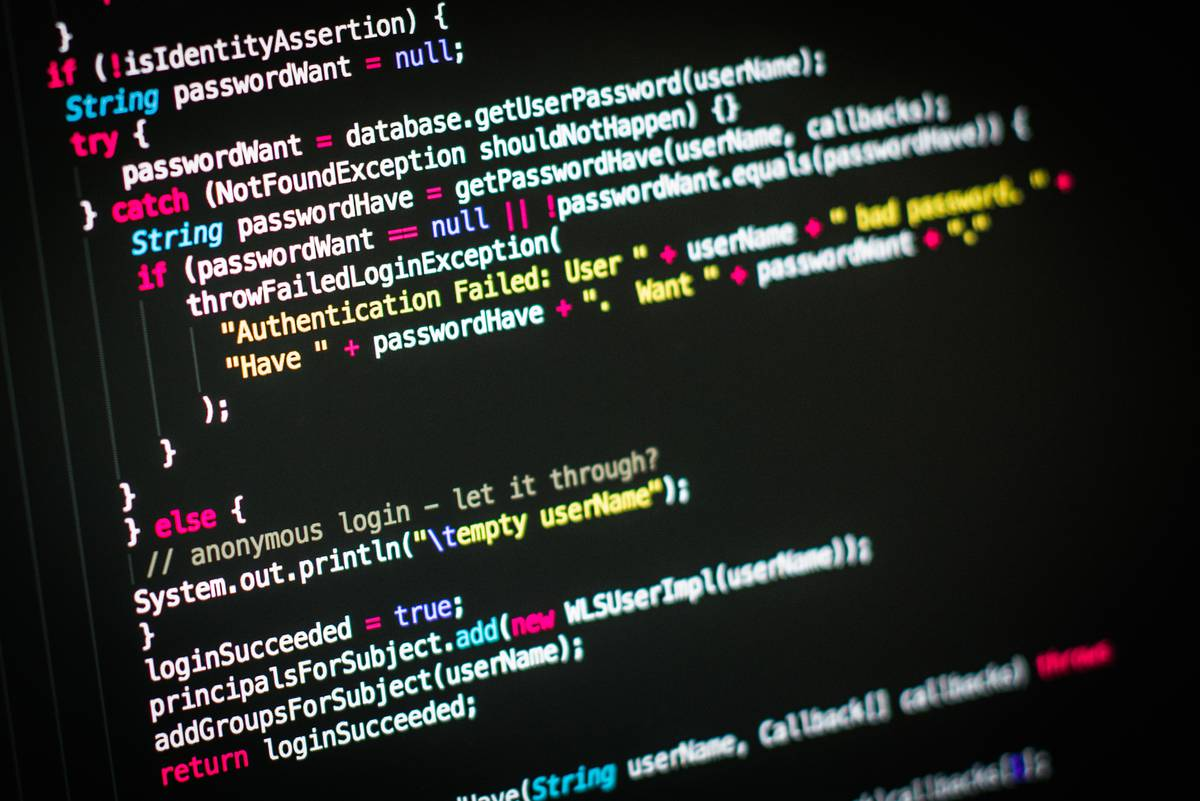 }
if (!isIdentityAssertion) {
String passwordWant = null;
try {
passwordWant = database.getUserPassword(userName);
} catch (NotFoundException shouldNotHappen) {}
String passwordHave = getPasswordHave(userName, callbacks);
if (passwordWant == null || !passwordWant.equals(passwordHave)) {
throwFailedLoginException(
"Authentication Failed: User " + userName + " bad password. " +
"Have " + passwordHave + ".  Want " + passwordWant + "."
);
}
}
} else {
// anonymous login - let it through?
System.out.println("\tempty userName");
}
loginSucceeded = true;
principalsForSubject.add(new WLSUserImpl(userName));
addGroupsForSubject(userName);
return loginSucceeded;
(String userName, Callback[] callbacks) throws